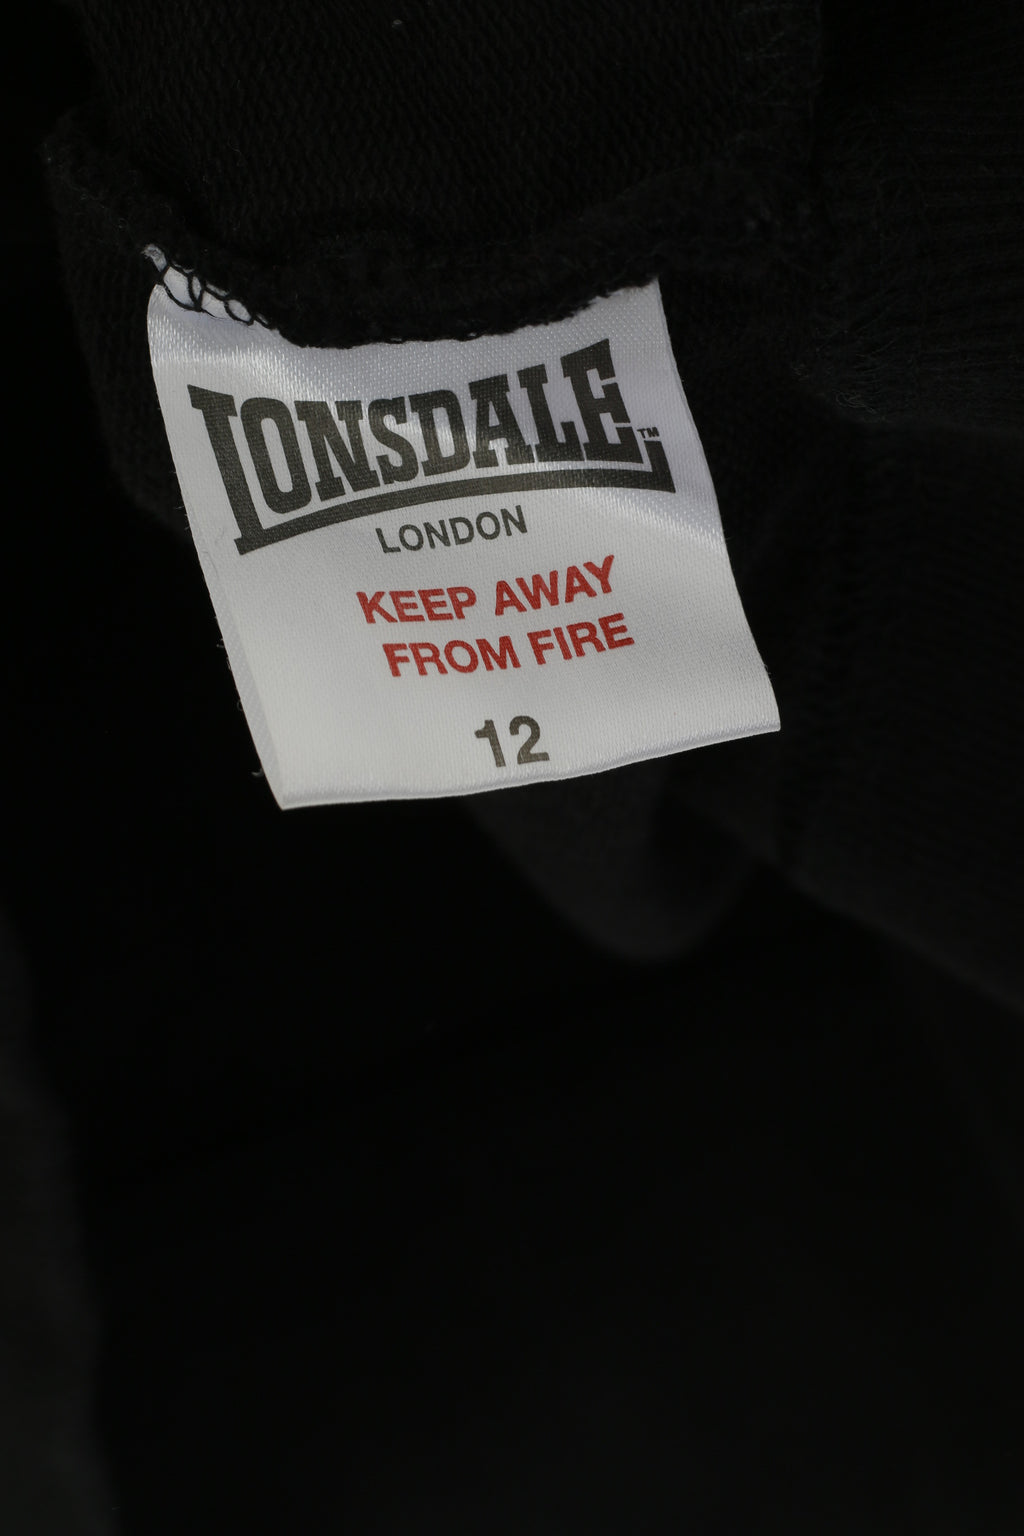 LONSDALE™
LONDON
KEEP AWAY
FROM FIRE
12